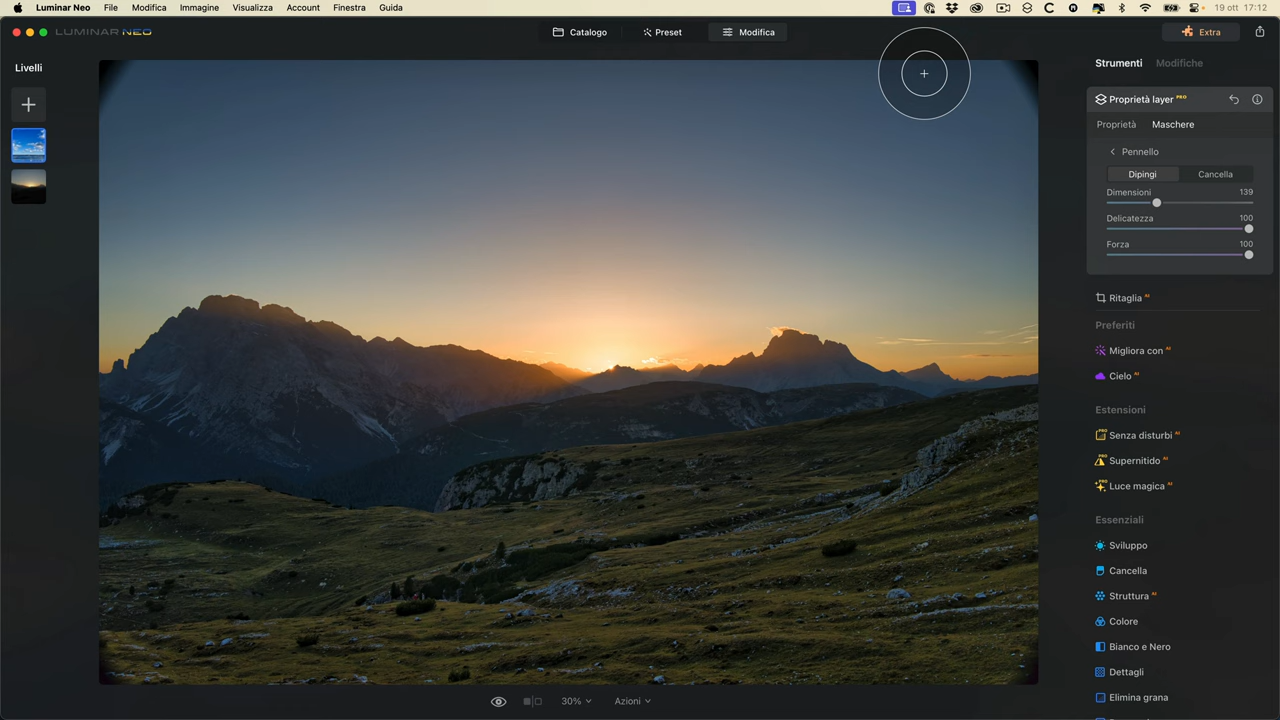 Luminar Neo File Modifica Immagine Visualizza Account Finestra Guida 19 ott 17:12
LUMINAR NEO Catalogo Preset Modifica Extra
Livelli
Strumenti Modifiche
Proprietà layer PRO
Proprietà Maschere
Pennello
Dipingi Cancella
Dimensioni 139
Delicatezza 100
Forza 100
Ritaglia AI
Preferiti
Migliora con AI
Cielo AI
Estensioni
PRO Senza disturbi AI
PRO Supernitido AI
PRO Luce magica AI
Essenziali
Sviluppo
Cancella
Struttura AI
Colore
Bianco e Nero
Dettagli
Elimina grana
30% Azioni